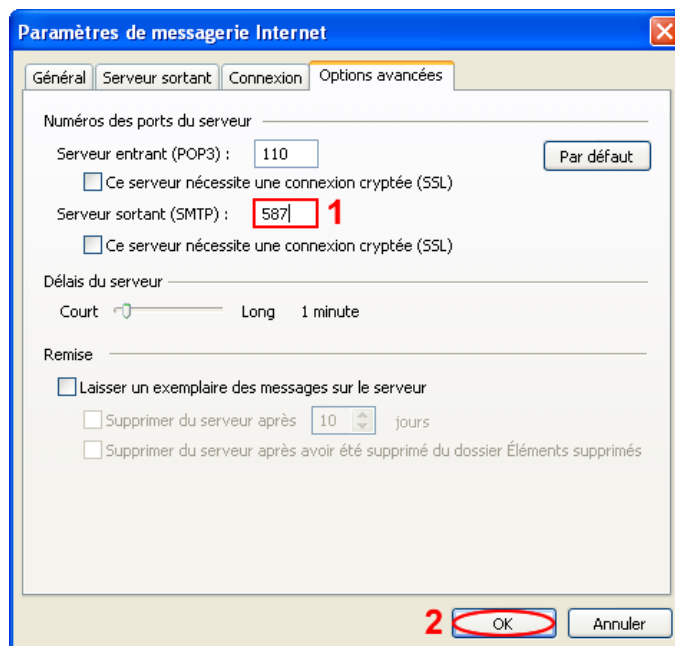 Paramètres de messagerie Internet
Général Serveur sortant Connexion Options avancées
Numéros des ports du serveur
Serveur entrant (POP3) : 110 Par défaut
Ce serveur nécessite une connexion cryptée (SSL)
Serveur sortant (SMTP) : 587 1
Ce serveur nécessite une connexion cryptée (SSL)
Délais du serveur
Court Long 1 minute
Remise
Laisser un exemplaire des messages sur le serveur
Supprimer du serveur après 10 jours
Supprimer du serveur après avoir été supprimé du dossier Éléments supprimés
2 OK Annuler